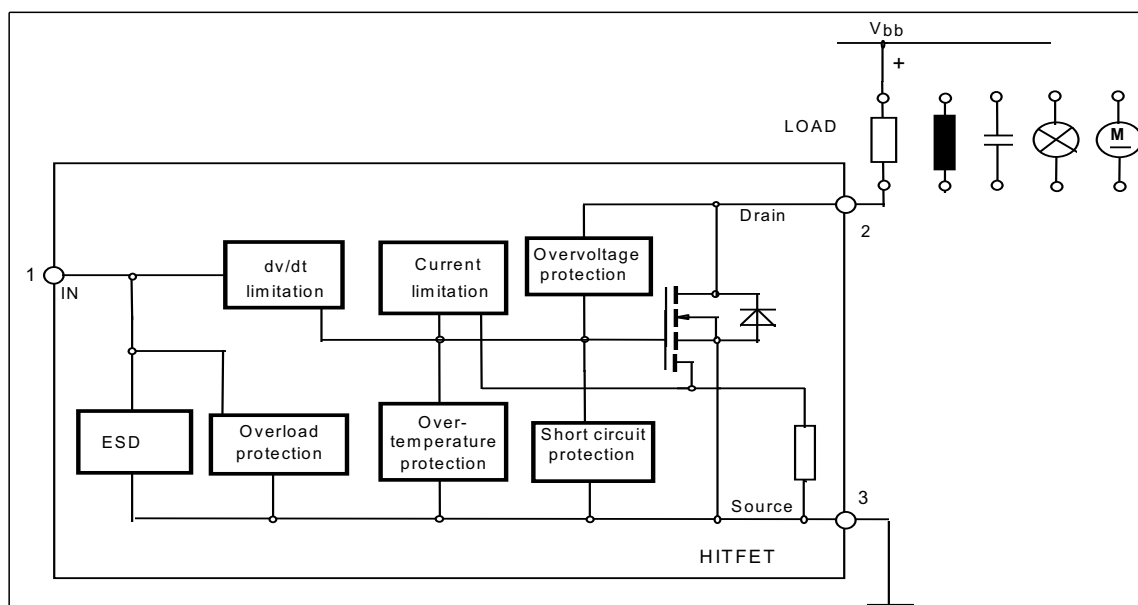 Vbb
+
LOAD
M
Drain
2
Overvoltage
protection
dv/dt
limitation
Current
limitation
1
IN
ESD
Overload
protection
Over-
temperature
protection
Short circuit
protection
Source
3
HITFET